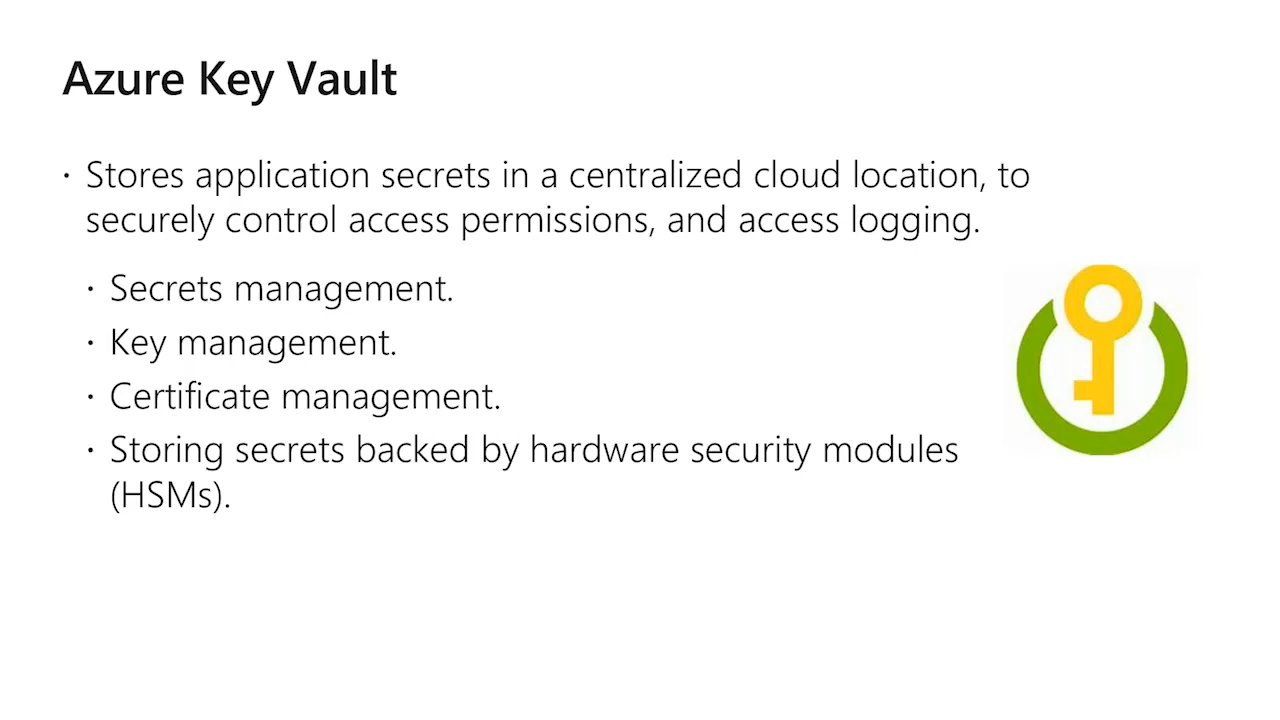 Azure Key Vault
· Stores application secrets in a centralized cloud location, to
securely control access permissions, and access logging.
· Secrets management.
· Key management.
· Certificate management.
· Storing secrets backed by hardware security modules
(HSMs).